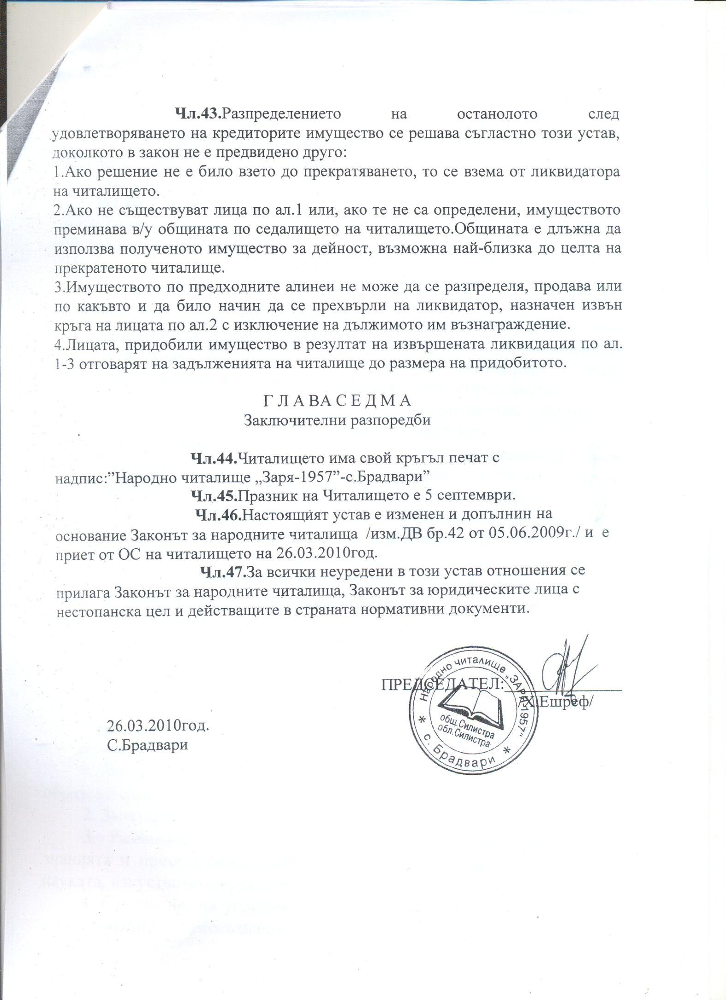 Чл.43.Разпределението на останолото след
удовлетворяването на кредиторите имущество се решава съгластно този устав,
доколкото в закон не е предвидено друго:
1.Ако решение не е било взето до прекратяването, то се взема от ликвидатора
на читалището.
2.Ако не съществуват лица по ал.1 или, ако те не са определени, имуществото
преминава в/у общината по седалището на читалището.Общината е длъжна да
използва полученото имущество за дейност, възможна най-близка до целта на
прекратеното читалище.
3.Имуществото по предходните алинеи не може да се разпределя, продава или
по какъвто и да било начин да се прехвърли на ликвидатор, назначен извън
кръга на лицата по ал.2 с изключение на дължимото им възнаграждение.
4.Лицата, придобили имущество в резултат на извършената ликвидация по ал.
1-3 отговарят на задълженията на читалище до размера на придобитото.
Г Л А ВА С Е Д М А
Заключителни разпоредби
Чл.44.Читалището има свой кръгъл печат с
надпис:”Народно читалище „Заря-1957”-с.Брадвари”
Чл.45.Празник на Читалището е 5 септември.
Чл.46.Настоящият устав е изменен и допълнин на
основание Законът за народните читалища /изм.ДВ бр.42 от 05.06.2009г./ и е
приет от ОС на читалището на 26.03.2010год.
Чл.47.За всички неуредени в този устав отношения се
прилага Законът за народните читалища, Законът за юридическите лица с
нестопанска цел и действащите в страната нормативни документи.
ПРЕДСЕДАТЕЛ:
/Х.Ешреф/
Народно читалище „ЗАРЯ-1957“
общ.Силистра
обл.Силистра
* с. Брадвари *
26.03.2010год.
С.Брадвари